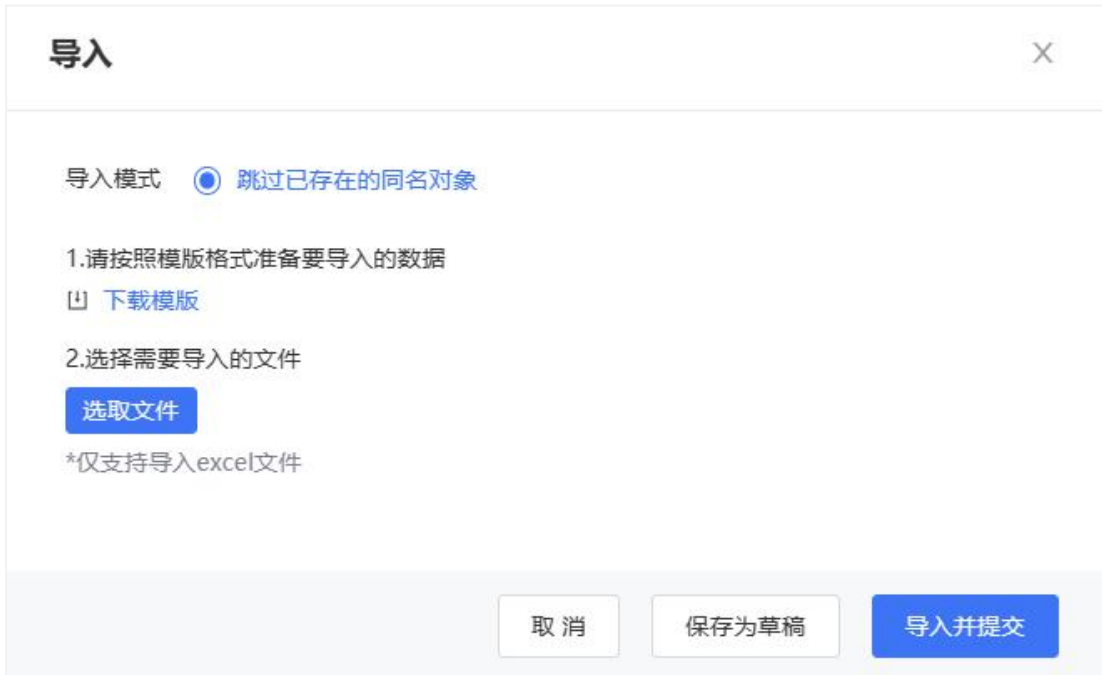 导入
导入模式 跳过已存在的同名对象
1.请按照模版格式准备要导入的数据
下载模版
2.选择需要导入的文件
选取文件
*仅支持导入excel文件
取 消 保存为草稿 导入并提交